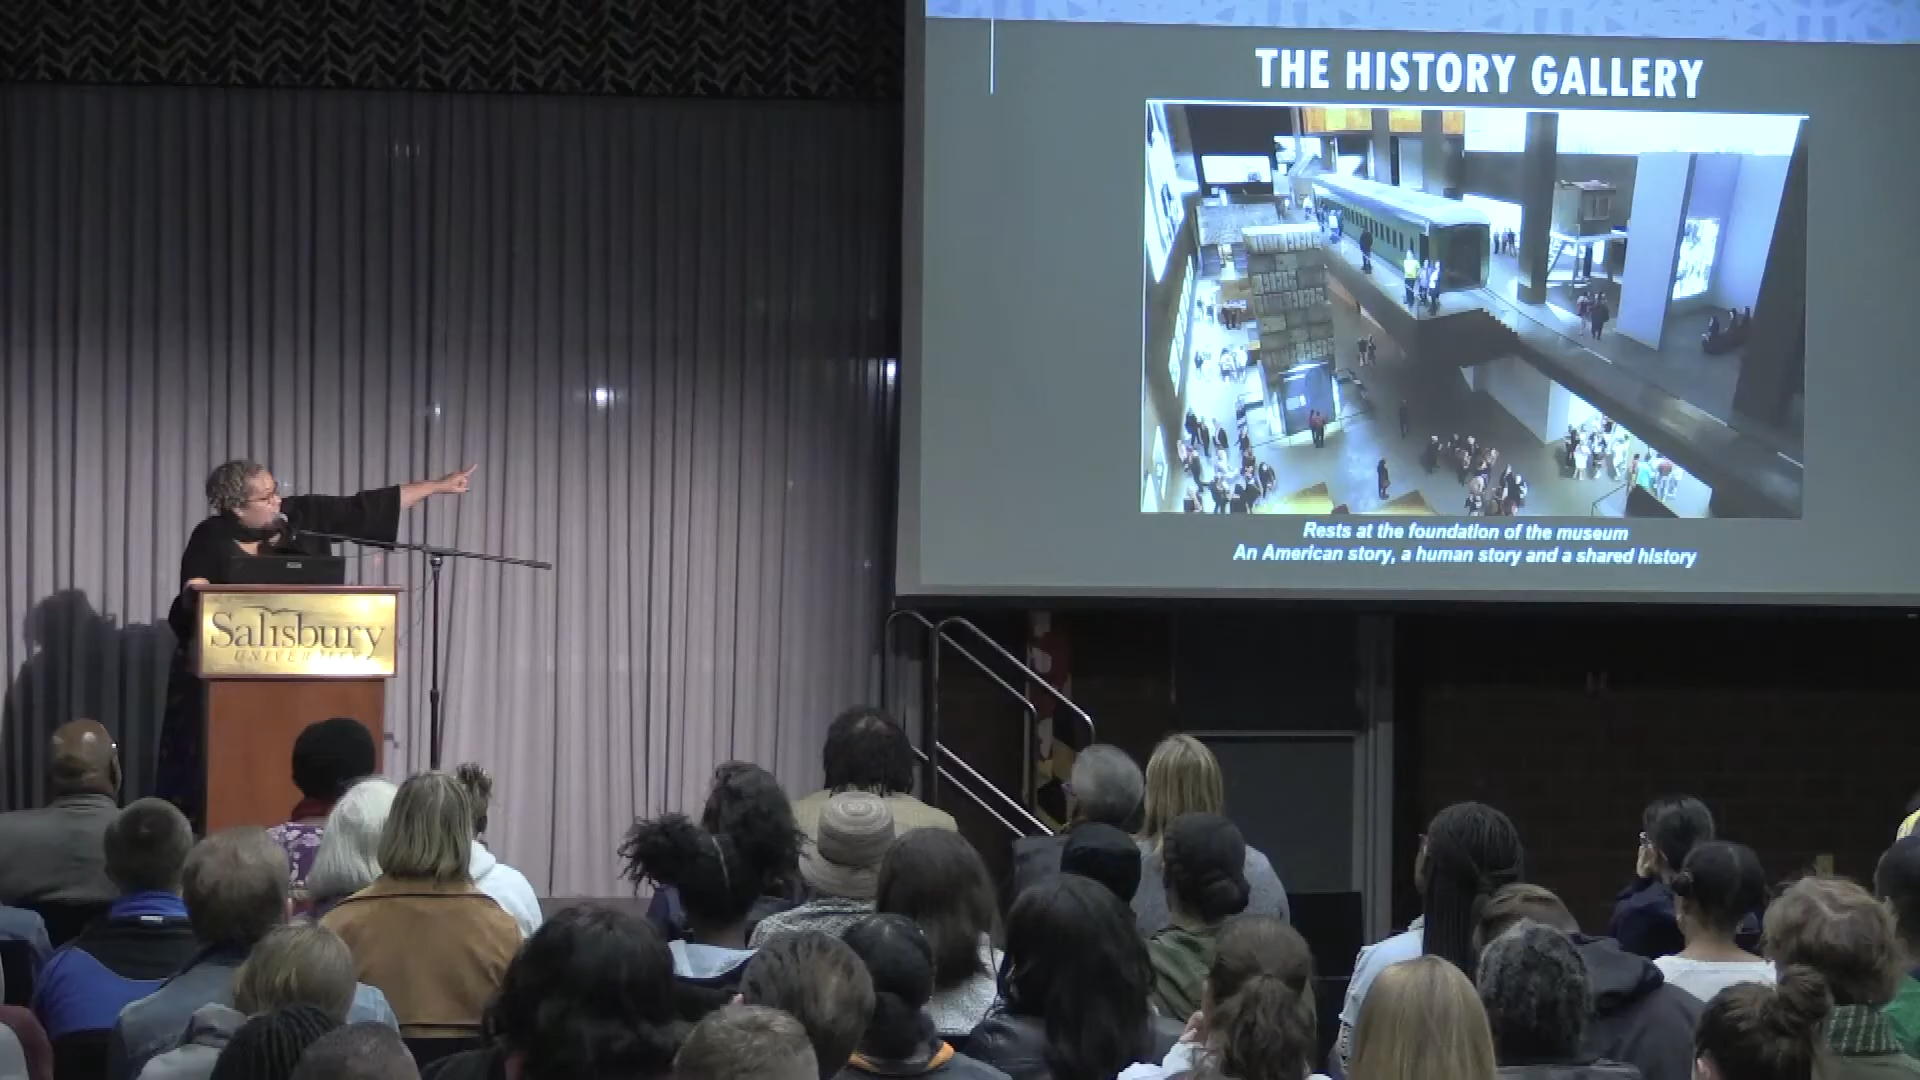 THE HISTORY GALLERY
Rests at the foundation of the museum
An American story, a human story and a shared history
Salisbury
UNIVERSITY